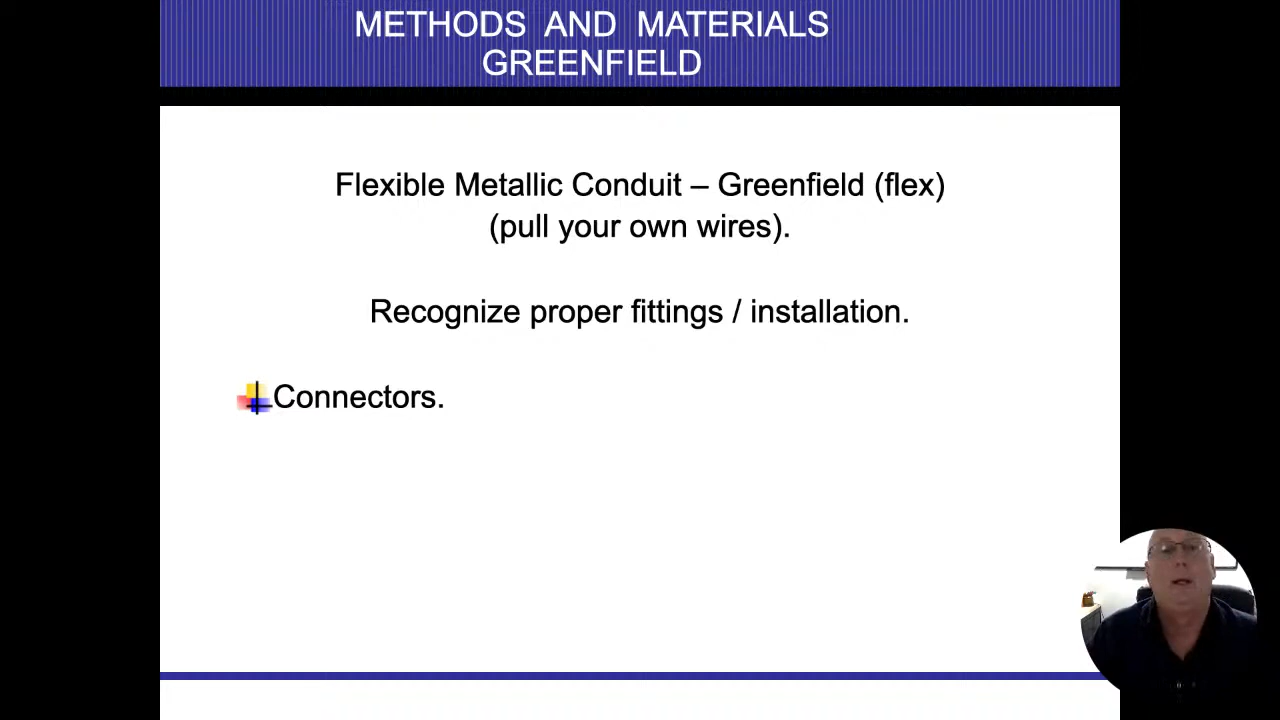 METHODS AND MATERIALS
GREENFIELD
Flexible Metallic Conduit – Greenfield (flex)
(pull your own wires).
Recognize proper fittings / installation.
Connectors.